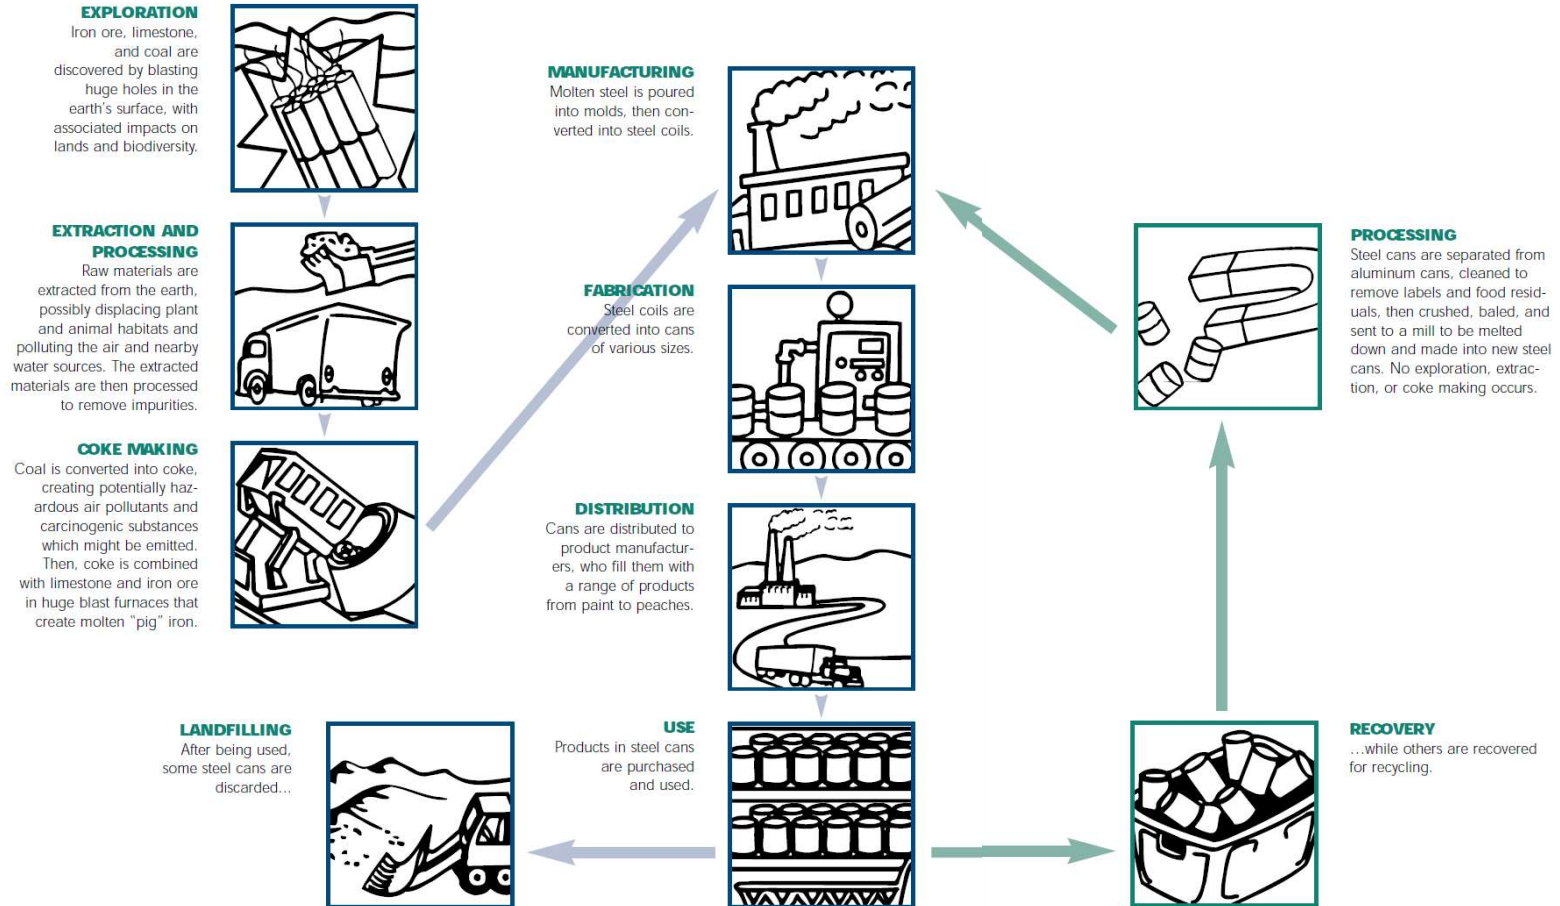 EXPLORATION
Iron ore, limestone,
and coal are
discovered by blasting
huge holes in the
earth's surface, with
associated impacts on
lands and biodiversity.
EXTRACTION AND
PROCESSING
Raw materials are
extracted from the earth,
possibly displacing plant
and animal habitats and
polluting the air and nearby
water sources. The extracted
materials are then processed
to remove impurities.
COKE MAKING
Coal is converted into coke,
creating potentially haz-
ardous air pollutants and
carcinogenic substances
which might be emitted.
Then, coke is combined
with limestone and iron ore
in huge blast furnaces that
create molten "pig" iron.
MANUFACTURING
Molten steel is poured
into molds, then con-
verted into steel coils.
FABRICATION
Steel coils are
converted into cans
of various sizes.
DISTRIBUTION
Cans are distributed to
product manufactur-
ers, who fill them with
a range of products
from paint to peaches.
USE
Products in steel cans
are purchased
and used.
LANDFILLING
After being used,
some steel cans are
discarded...
RECOVERY
...while others are recovered
for recycling.
PROCESSING
Steel cans are separated from
aluminum cans, cleaned to
remove labels and food resid-
uals, then crushed, baled, and
sent to a mill to be melted
down and made into new steel
cans. No exploration, extrac-
tion, or coke making occurs.